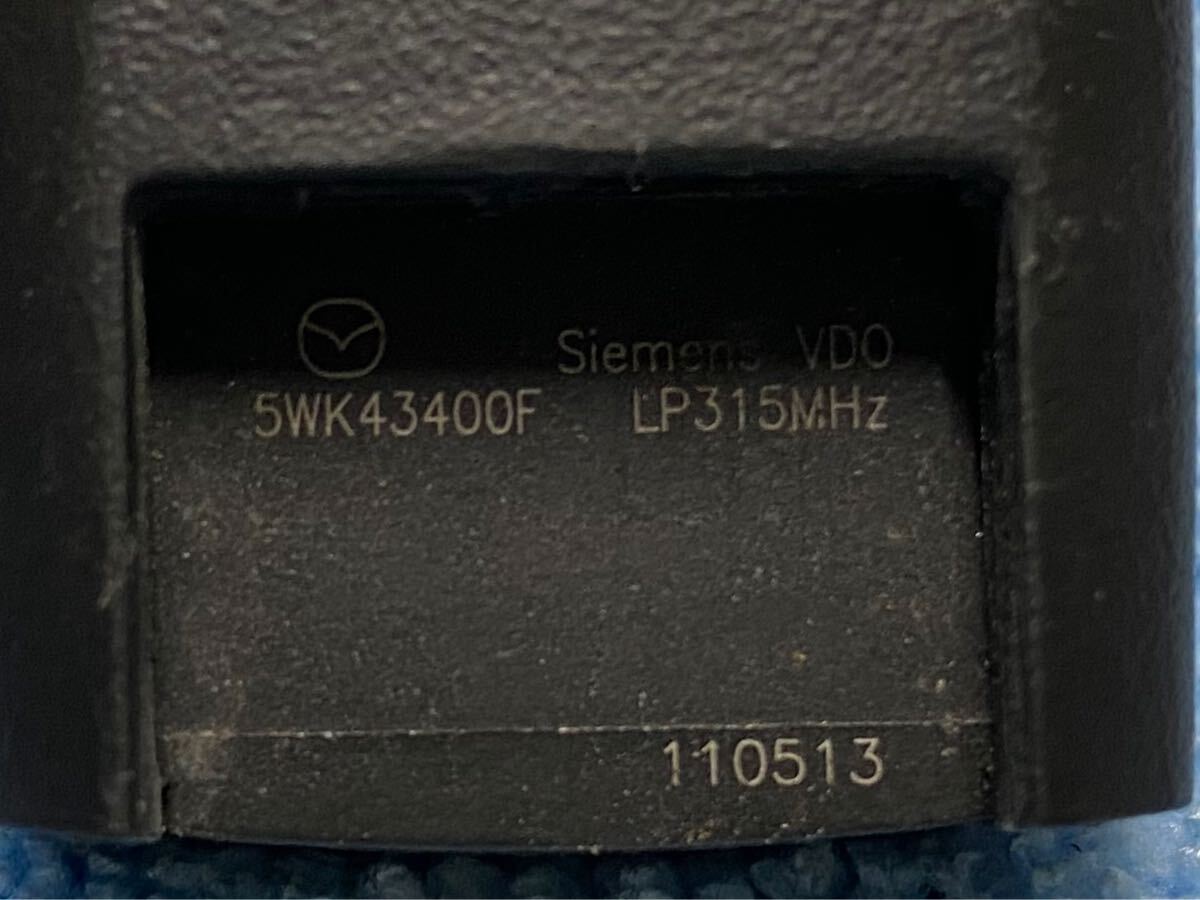 Siemens VDO
5WK43400F LP315MHz
110513